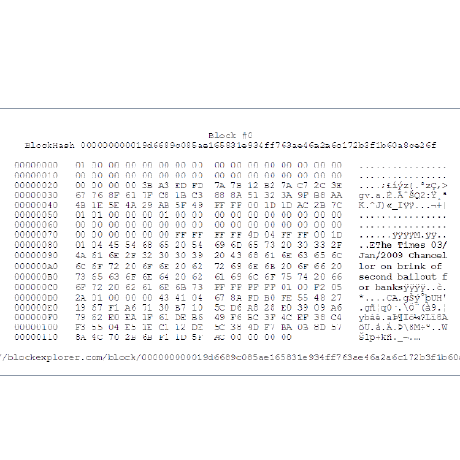 Block #0
BlockHash 000000000019d6689c085ae165831e934ff763ae46a2a6c172b3f1b60a8ce26f
00000000 01 00 00 00 00 00 00 00 00 00 00 00 00 00 00 00 ................
00000010 00 00 00 00 00 00 00 00 00 00 00 00 00 00 00 00 ................
00000020 00 00 00 00 3B A3 ED FD 7A 7B 12 B2 7A C7 2C 3E ....;£íýz{.²zÇ,>
00000030 67 76 8F 61 7F C8 1B C3 88 8A 51 32 3A 9F B8 AA gv.a.È.ÃˆŠQ2:Ÿ¸ª
00000040 4B 1E 5E 4A 29 AB 5F 49 FF FF 00 1D 1D AC 2B 7C K.^J)«_Iÿÿ...¬+|
00000050 01 01 00 00 00 01 00 00 00 00 00 00 00 00 00 00 ................
00000060 00 00 00 00 00 00 00 00 00 00 00 00 00 00 00 00 ................
00000070 00 00 00 00 00 00 FF FF FF FF 4D 04 FF FF 00 1D ......ÿÿÿÿM.ÿÿ..
00000080 01 04 45 54 68 65 20 54 69 6D 65 73 20 30 33 2F ..EThe Times 03/
00000090 4A 61 6E 2F 32 30 30 39 20 43 68 61 6E 63 65 6C Jan/2009 Chancel
000000A0 6C 6F 72 20 6F 6E 20 62 72 69 6E 6B 20 6F 66 20 lor on brink of
000000B0 73 65 63 6F 6E 64 20 62 61 69 6C 6F 75 74 20 66 second bailout f
000000C0 6F 72 20 62 61 6E 6B 73 FF FF FF FF 01 00 F2 05 or banksÿÿÿÿ..ò.
000000D0 2A 01 00 00 00 43 41 04 67 8A FD B0 FE 55 48 27 *....CA.gŠý°þUH'
000000E0 19 67 F1 A6 71 30 B7 10 5C D6 A8 28 E0 39 09 A6 .gñ¦q0·.\Ö¨(à9.¦
000000F0 79 62 E0 EA 1F 61 DE B6 49 F6 BC 3F 4C EF 38 C4 ybàê.aÞ¶Iö¼?Lï8Ä
00000100 F3 55 04 E5 1E C1 12 DE 5C 38 4D F7 BA 0B 8D 57 óU.å.Á.Þ\8M÷º..W
00000110 8A 4C 70 2B 6B F1 1D 5F AC 00 00 00 00 ŠLp+kñ._¬....
//blockexplorer.com/block/000000000019d6689c085ae165831e934ff763ae46a2a6c172b3f1b60a